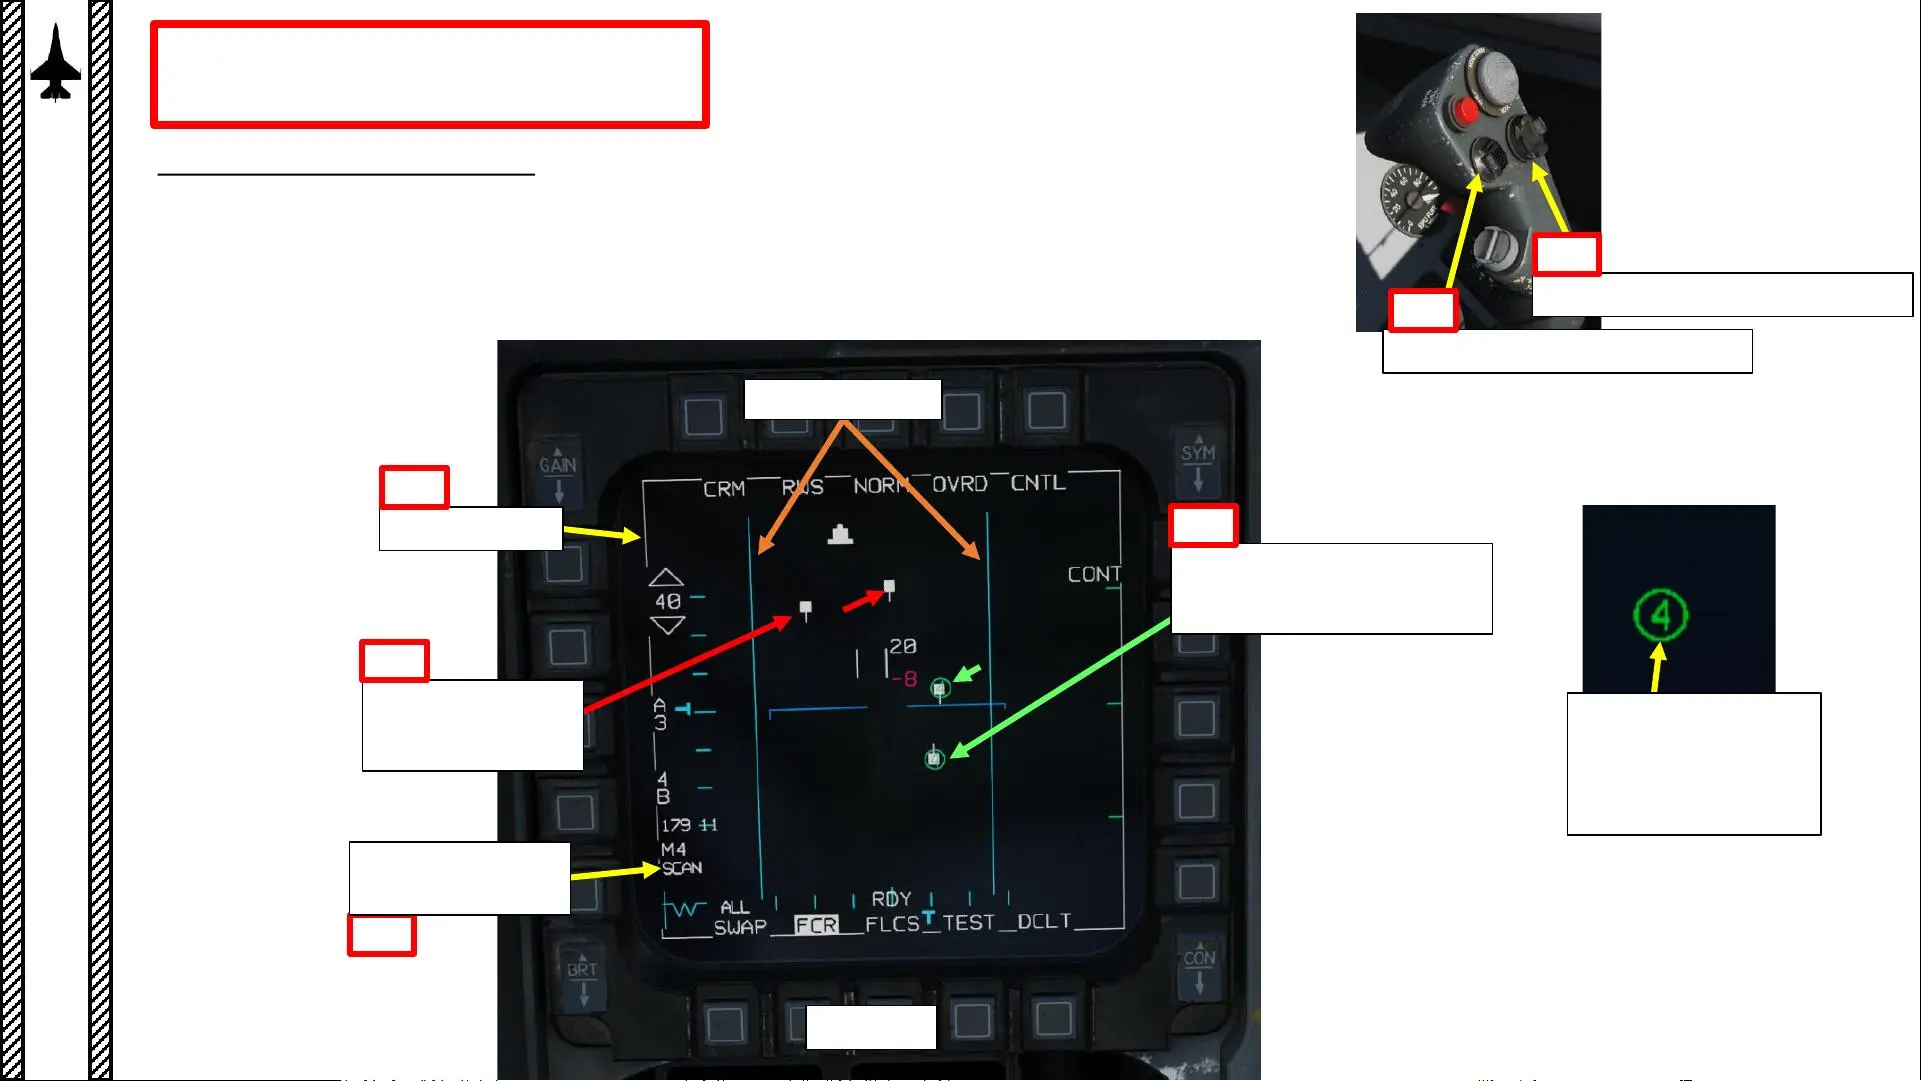 GAIN
SYM
CRM RWS NORM OVRD CNTL
CONT
40
20
-8
A
3
4
B
179 11
M4
SCAN
ALL
RDY
SWAP FCR FLCS TEST DCLT
BRT
CON
4